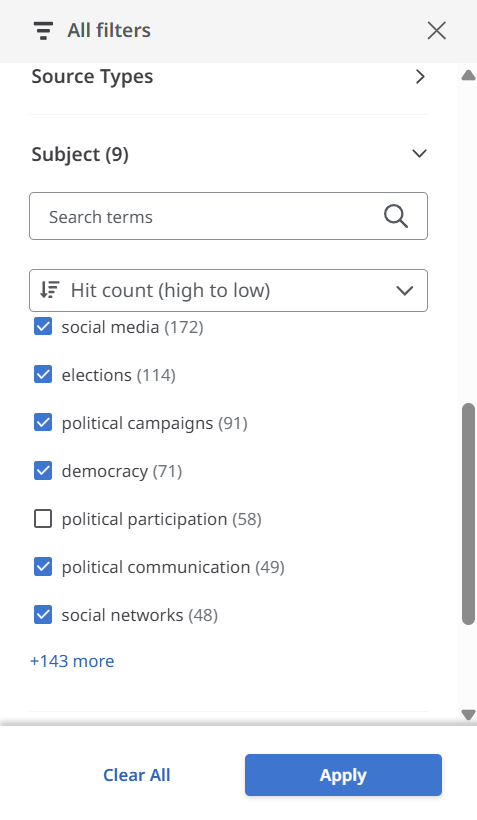 All filters
Source Types
Subject (9)
Search terms
Hit count (high to low)
social media (172)
elections (114)
political campaigns (91)
democracy (71)
political participation (58)
political communication (49)
social networks (48)
+143 more
Clear All
Apply